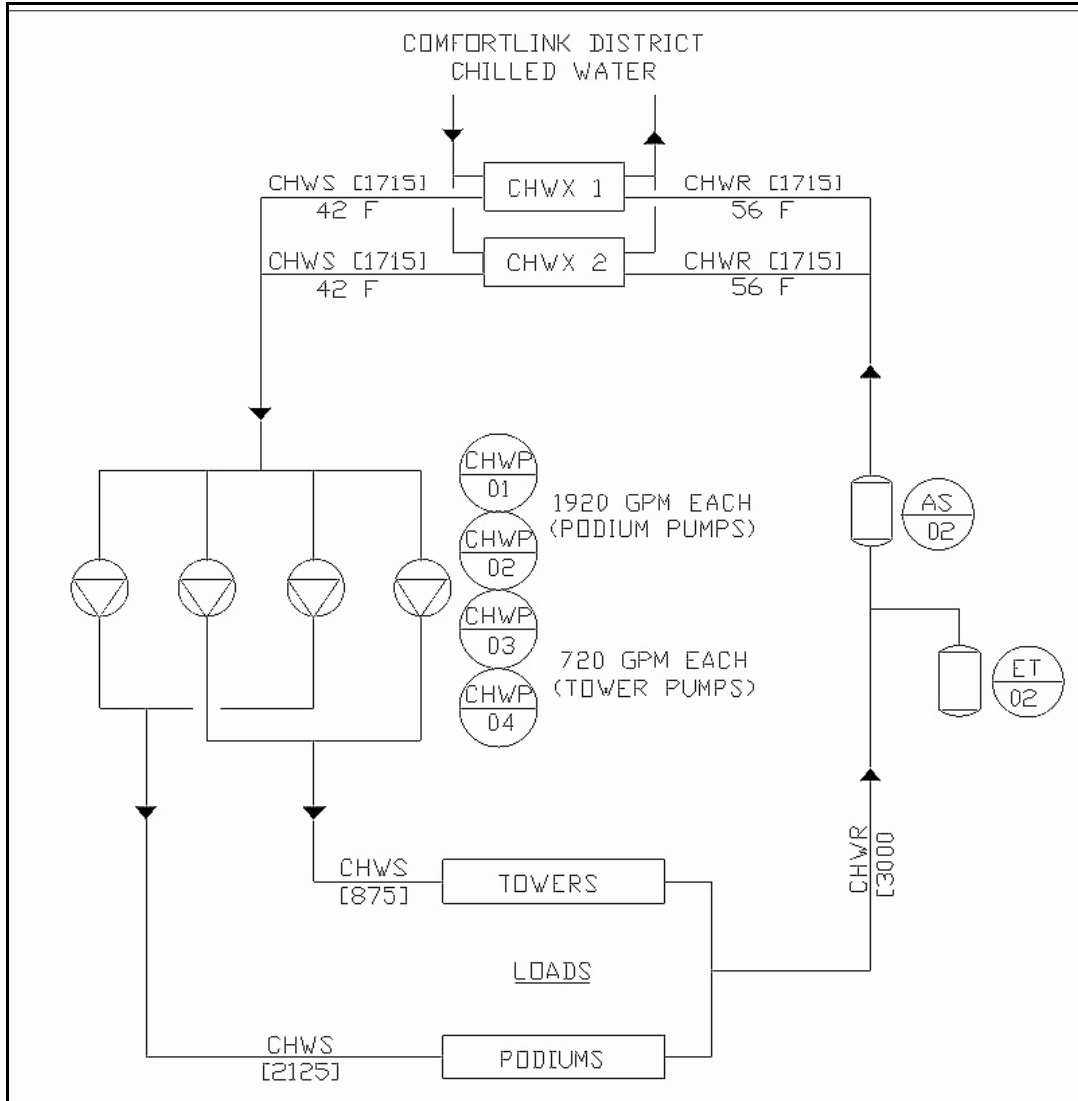 COMFORTLINK DISTRICT
CHILLED WATER
CHWS [1715]
42 F
CHWX 1
CHWR [1715]
56 F
CHWS [1715]
42 F
CHWX 2
CHWR [1715]
56 F
CHWP
01
1920 GPM EACH
(PODIUM PUMPS)
CHWP
02
CHWP
03
720 GPM EACH
(TOWER PUMPS)
CHWP
04
AS
02
ET
02
CHWR
[3000
CHWS
[875]
TOWERS
LOADS
CHWS
[2125]
PODIUMS